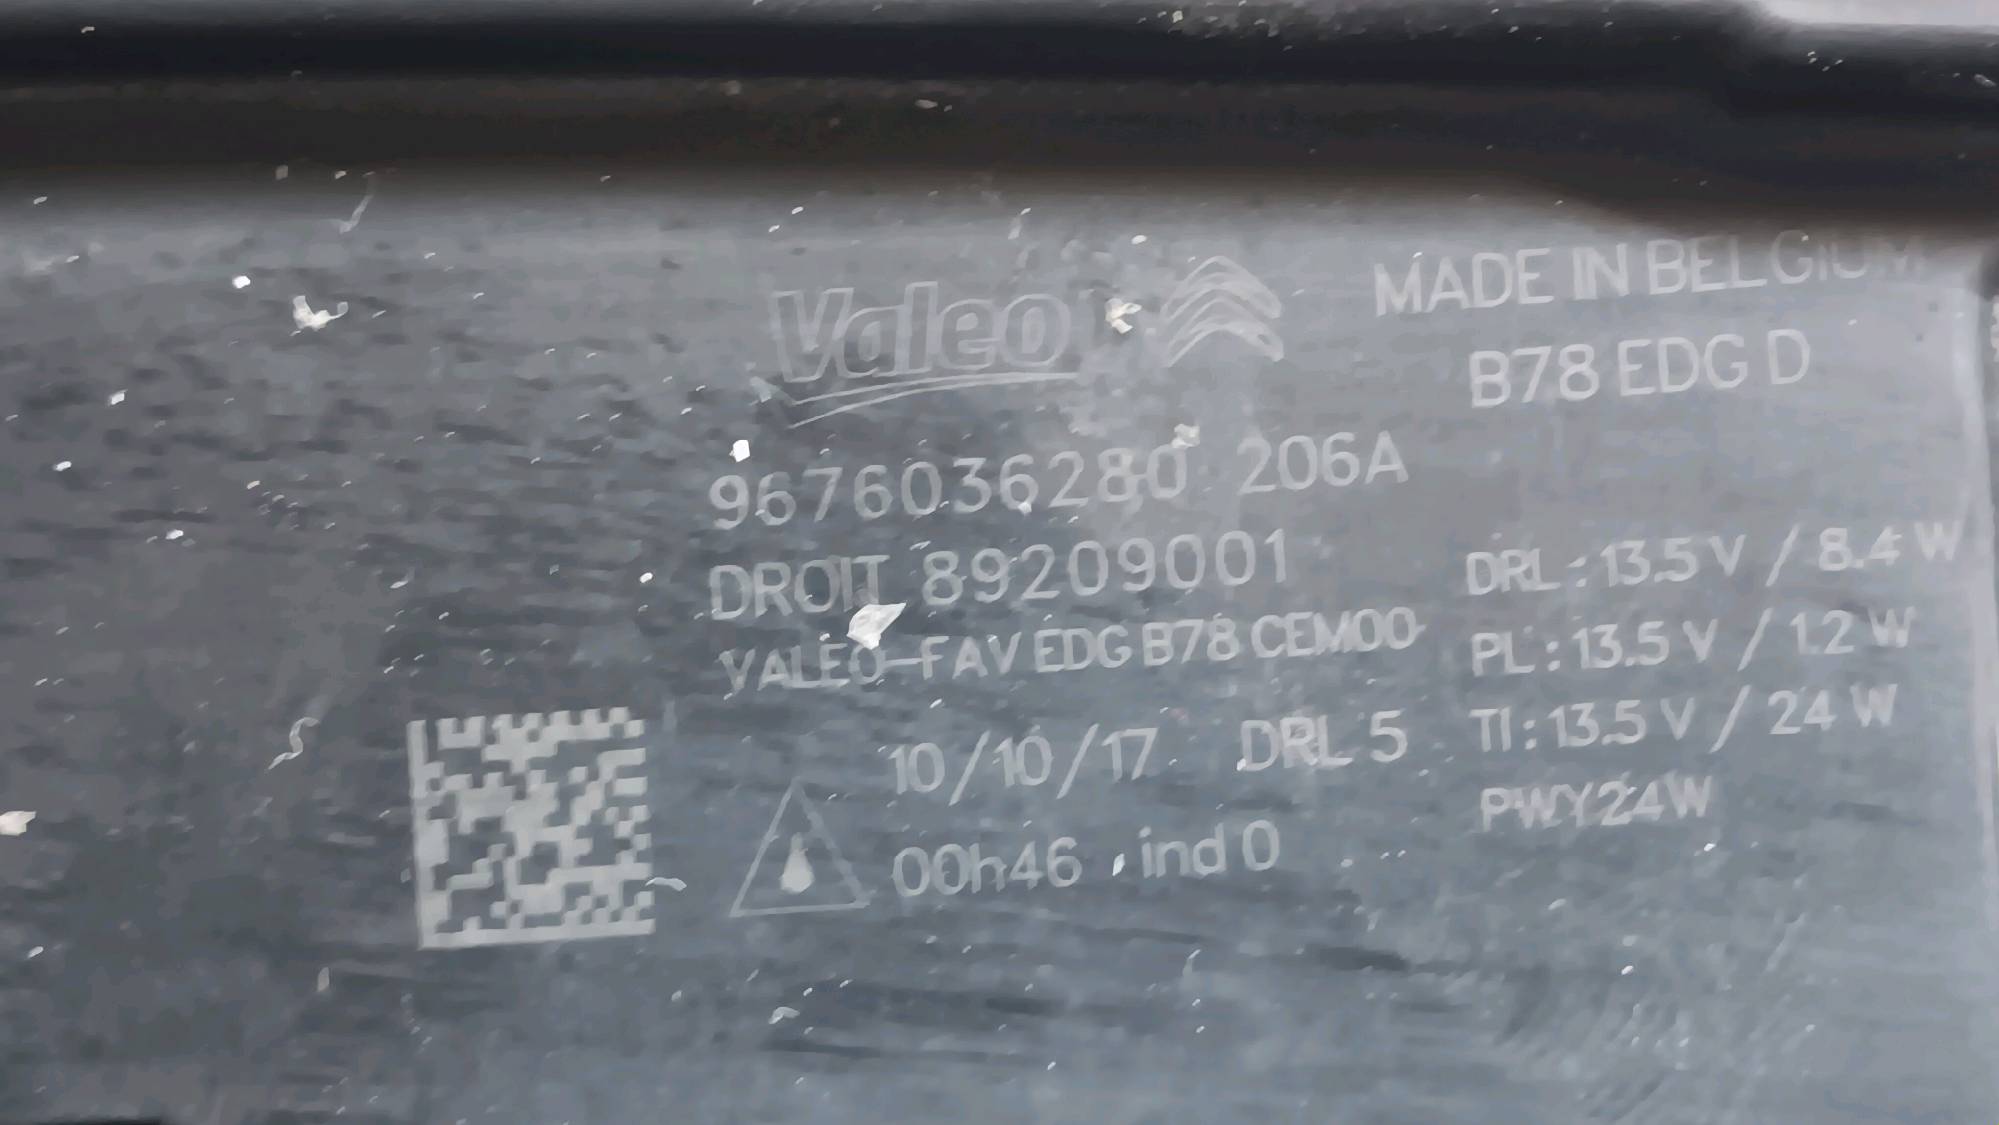 Valeo
MADE IN BELGIUM
B78 EDG D
9676036280 206A
DROIT 89209001
VALEO-FAV EDG B78 CEM00
DRL : 13.5 V / 8.4 W
PL : 13.5 V / 1.2 W
TI : 13.5 V / 24 W
PWY24W
10/10/17 DRL 5
00h46 ind 0